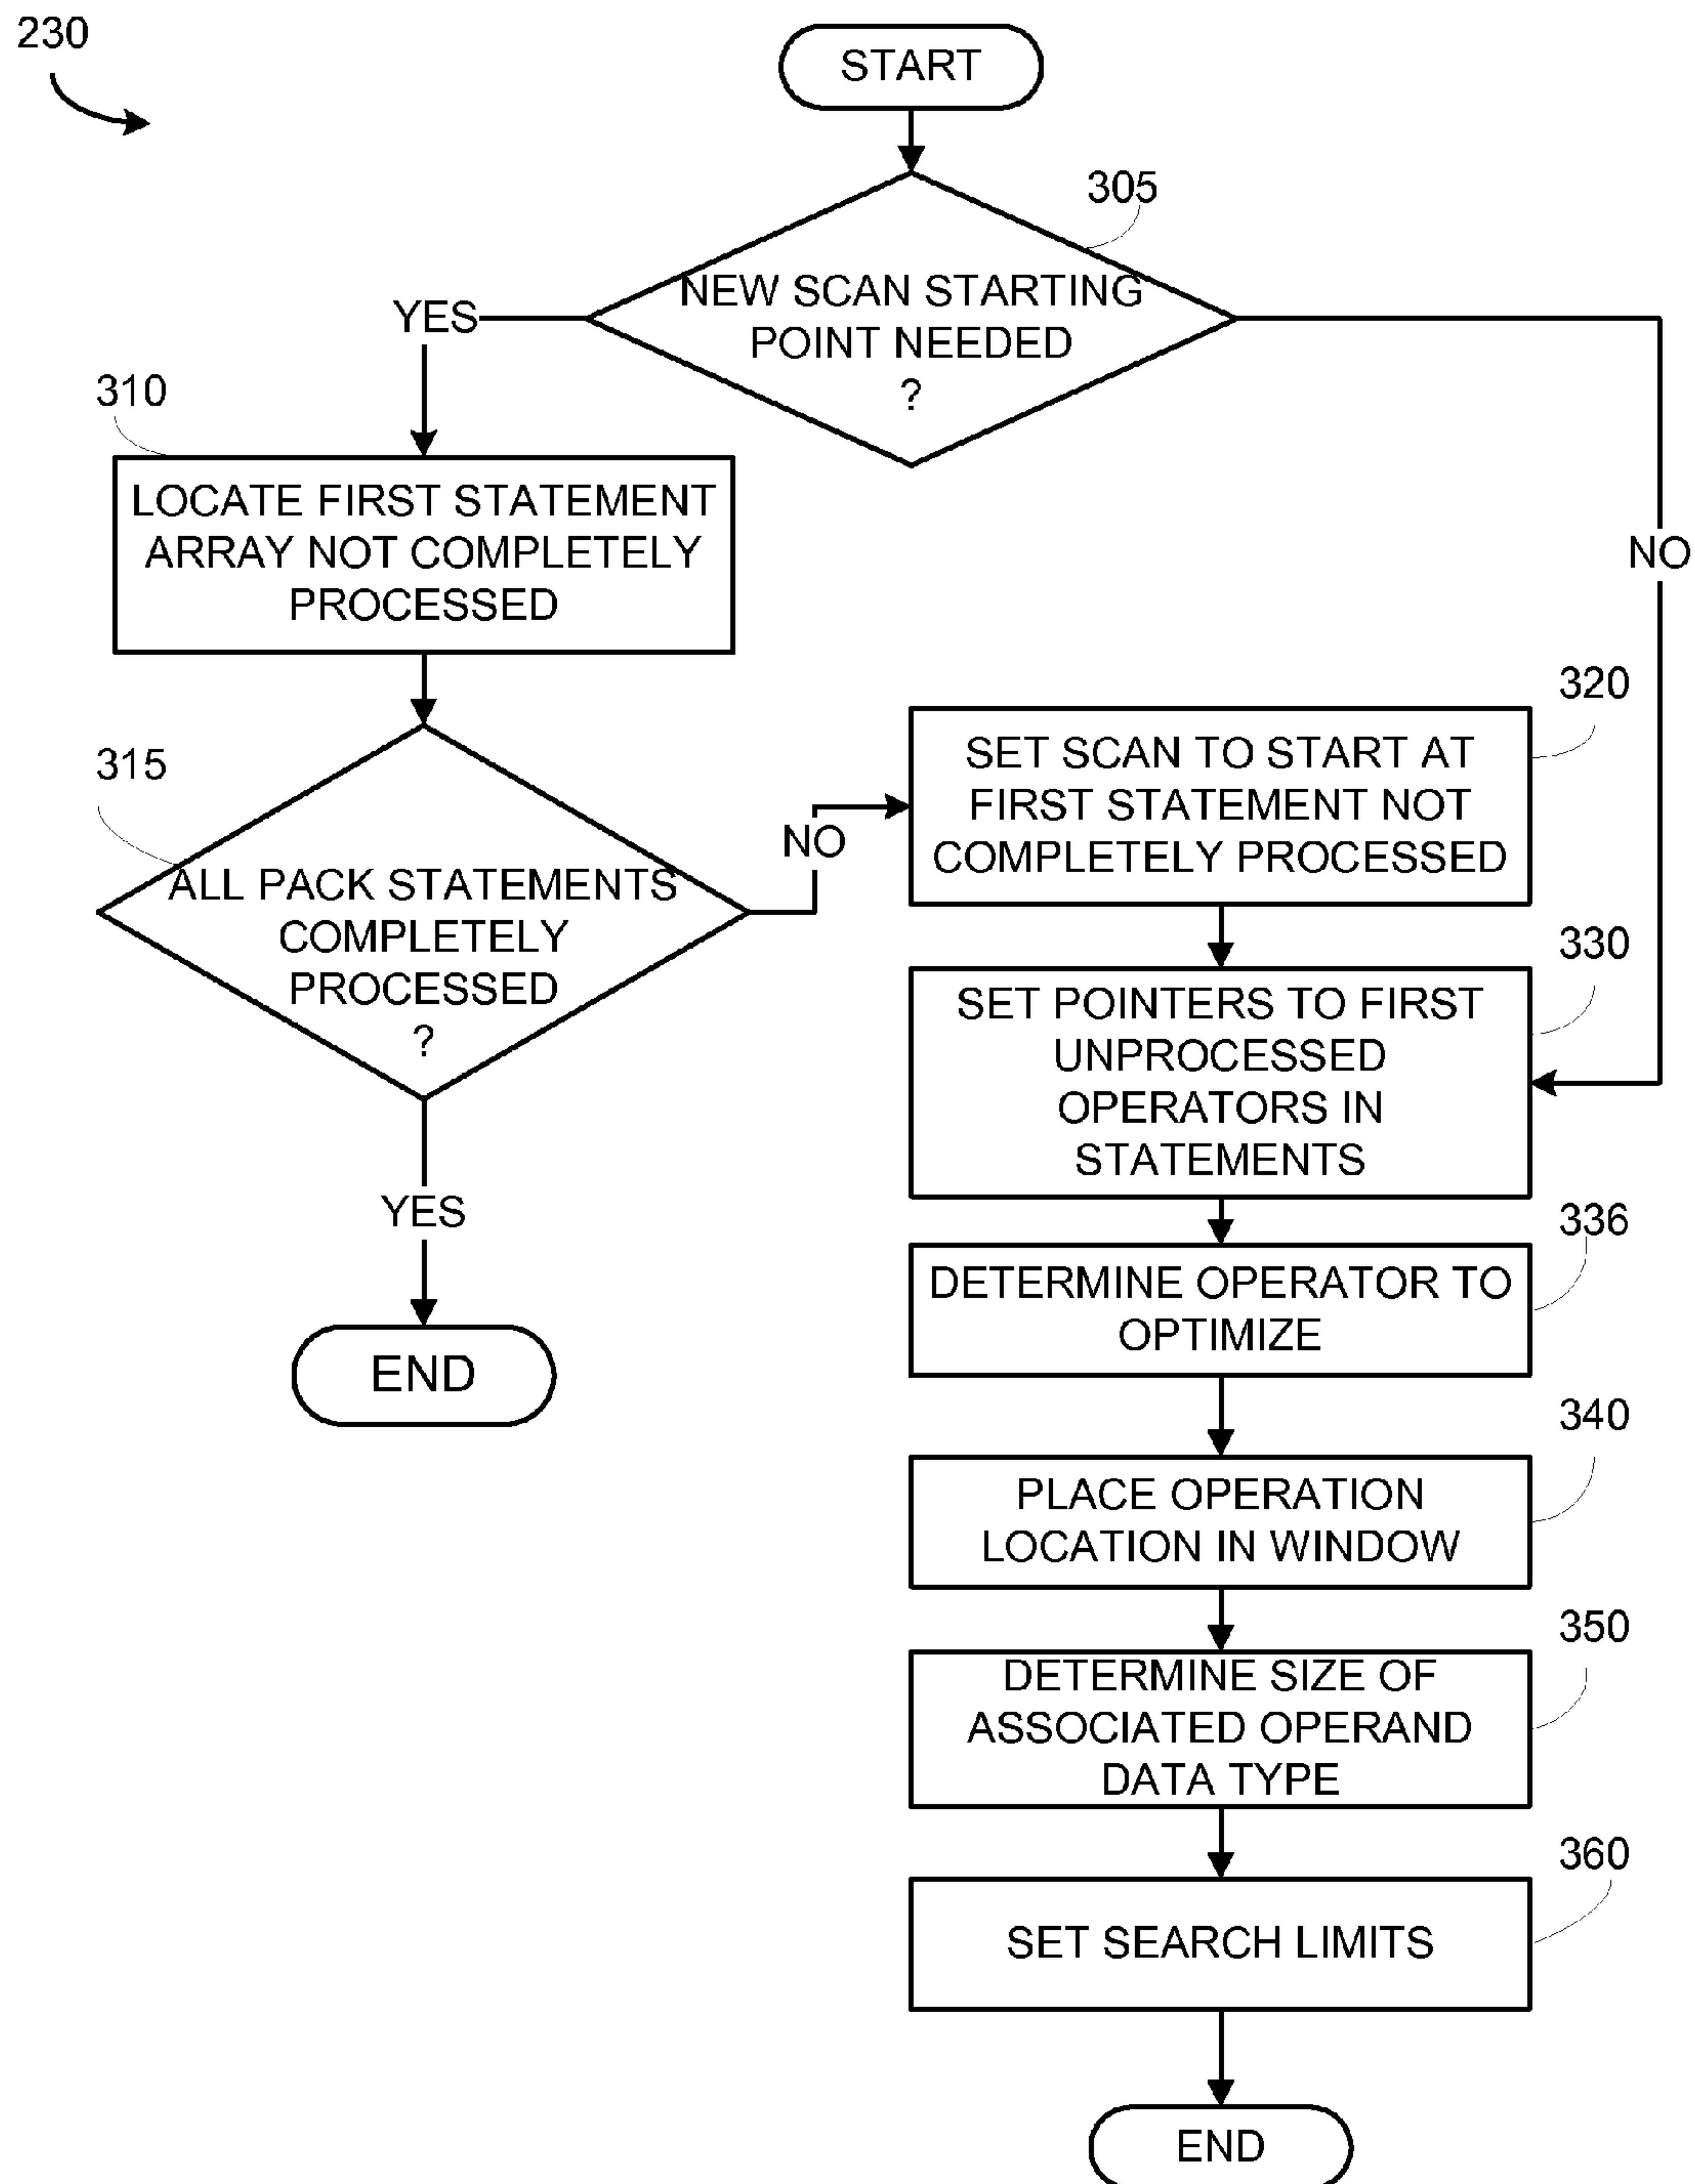 230
START
305
NEW SCAN STARTING
POINT NEEDED
?
YES
NO
310
LOCATE FIRST STATEMENT
ARRAY NOT COMPLETELY
PROCESSED
315
ALL PACK STATEMENTS
COMPLETELY
PROCESSED
?
NO
YES
END
320
SET SCAN TO START AT
FIRST STATEMENT NOT
COMPLETELY PROCESSED
330
SET POINTERS TO FIRST
UNPROCESSED
OPERATORS IN
STATEMENTS
336
DETERMINE OPERATOR TO
OPTIMIZE
340
PLACE OPERATION
LOCATION IN WINDOW
350
DETERMINE SIZE OF
ASSOCIATED OPERAND
DATA TYPE
360
SET SEARCH LIMITS
END